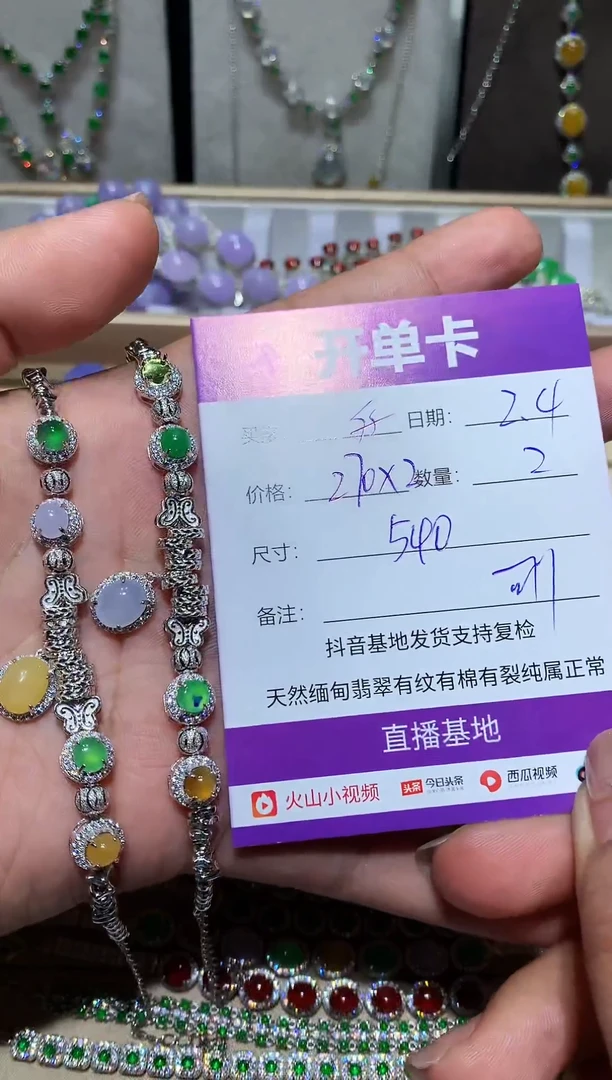 开单卡
买家: 日期: 2.4
价格: 270X2 数量: 2
尺寸: 540
备注:
抖音基地发货支持复检
天然缅甸翡翠有纹有棉有裂纯属正常
直播基地
火山小视频 头条 今日头条 西瓜视频